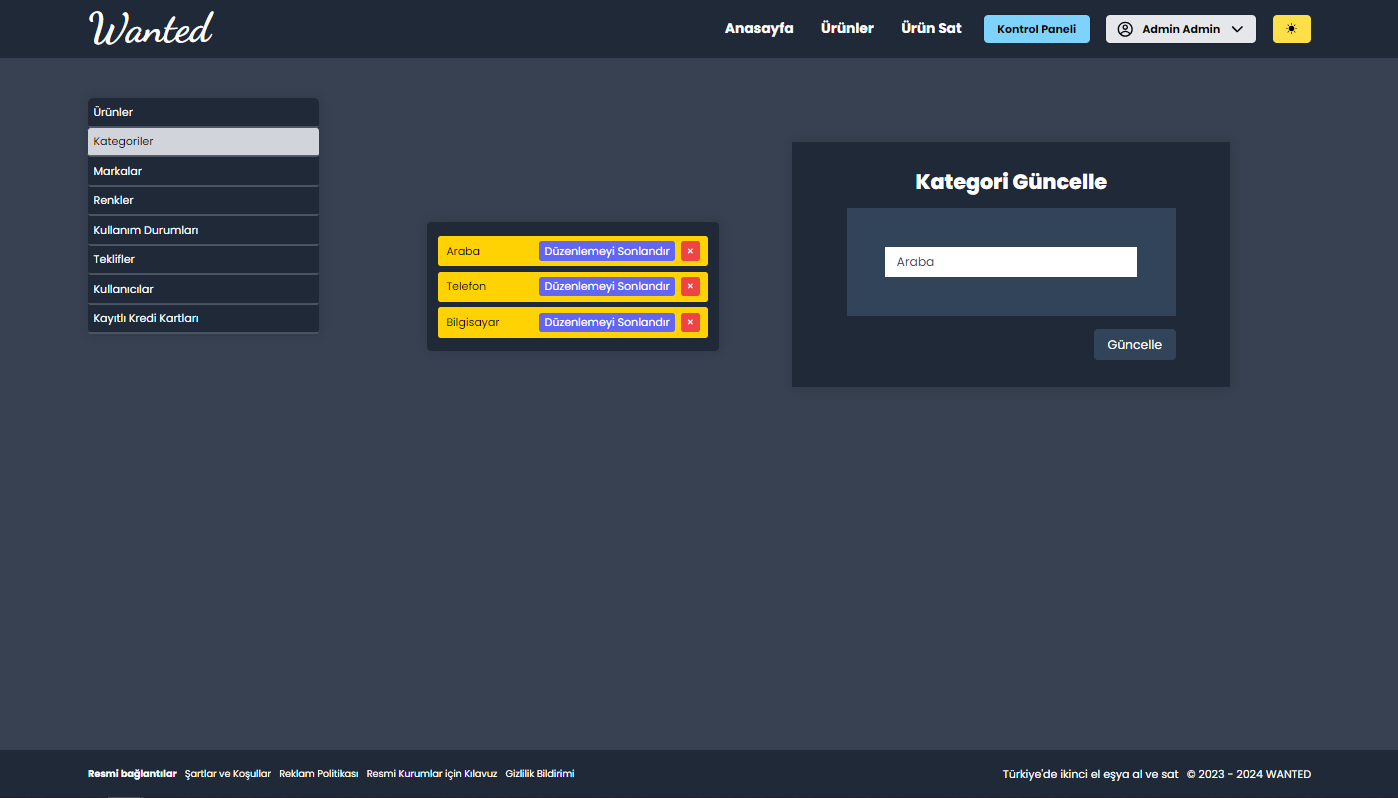 Wanted
Anasayfa Ürünler Ürün Sat Kontrol Paneli Admin Admin
Ürünler
Kategoriler
Markalar
Renkler
Kullanım Durumları
Teklifler
Kullanıcılar
Kayıtlı Kredi Kartları
Araba Düzenlemeyi Sonlandır ×
Telefon Düzenlemeyi Sonlandır ×
Bilgisayar Düzenlemeyi Sonlandır ×
Kategori Güncelle
Araba
Güncelle
Resmî bağlantılar Şartlar ve Koşullar Reklam Politikası Resmi Kurumlar için Kılavuz Gizlilik Bildirimi
Türkiye'de ikinci el eşya al ve sat © 2023 - 2024 WANTED